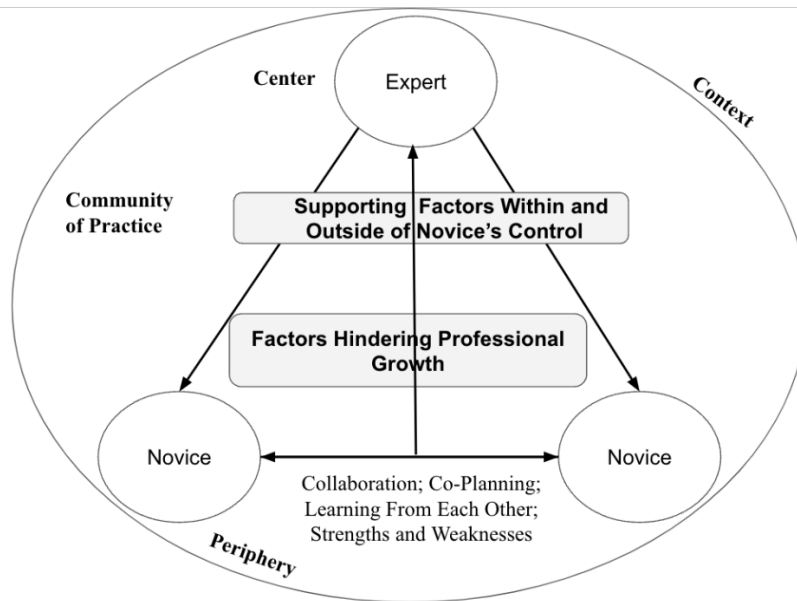 Expert
Center
Context
Community
of Practice
Supporting Factors Within and
Outside of Novice's Control
Factors Hindering Professional
Growth
Novice
Novice
Collaboration; Co-Planning;
Learning From Each Other;
Strengths and Weaknesses
Periphery